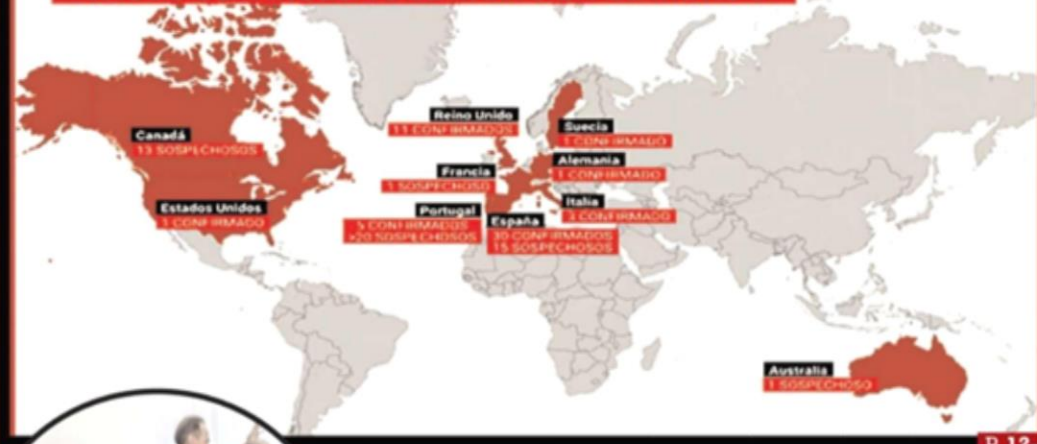 Canadá
13 SOSPECHOSOS
Estados Unidos
1 CONFIRMADO
Reino Unido
11 CONFIRMADOS
Francia
1 SOSPECHOSO
Portugal
5 CONFIRMADOS
>20 SOSPECHOSOS
España
30 CONFIRMADOS
15 SOSPECHOSOS
Suecia
1 CONFIRMADO
Alemania
1 CONFIRMADO
Italia
CONFIRMADO
Australia
1 SOSPECHOSO